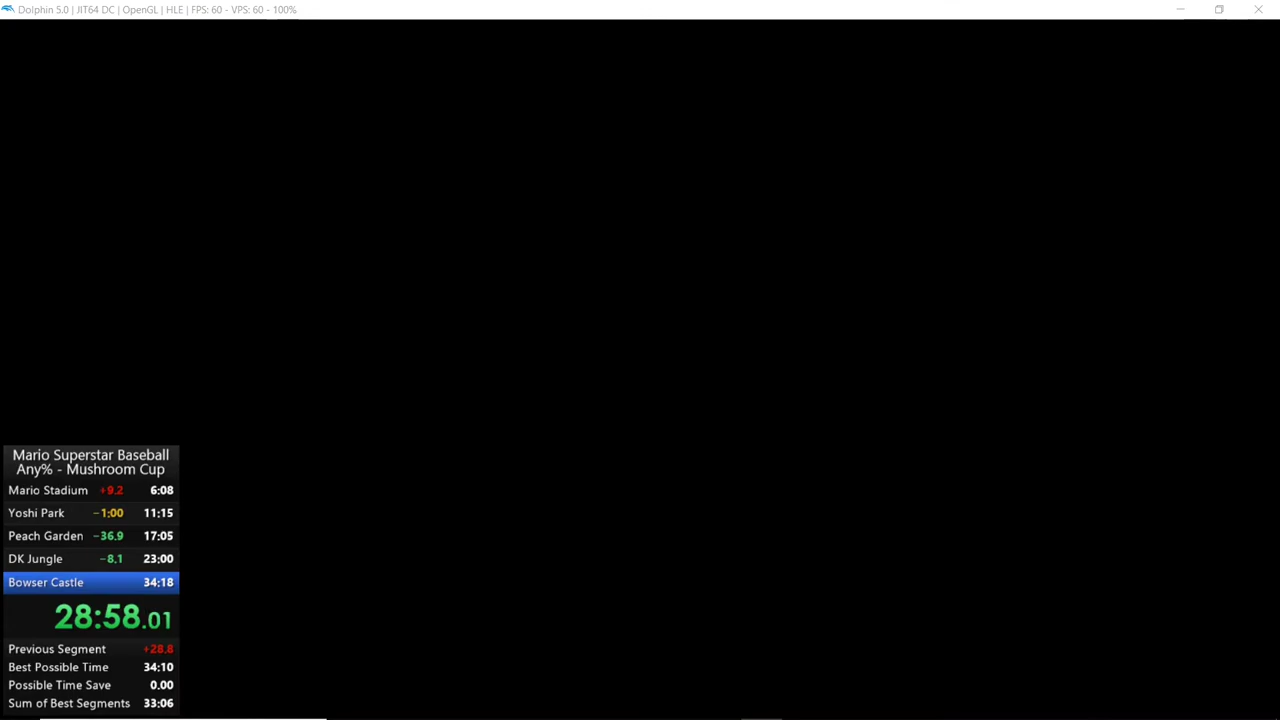 Dolphin 5.0 | JIT64 DC | OpenGL | HLE | FPS: 60 - VPS: 60 - 100%
Mario Superstar Baseball
Any% - Mushroom Cup
Mario Stadium +9.2 6:08
Yoshi Park −1:00 11:15
Peach Garden −36.9 17:05
DK Jungle −8.1 23:00
Bowser Castle 34:18
28:58.01
Previous Segment +28.8
Best Possible Time 34:10
Possible Time Save 0.00
Sum of Best Segments 33:06